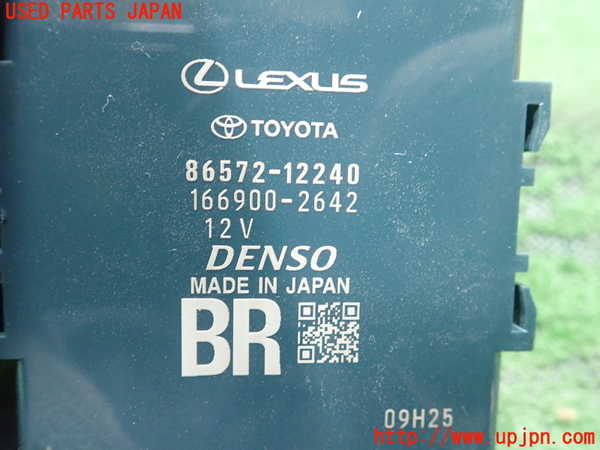 USED PARTS JAPAN
LEXUS
TOYOTA
86572-12240
166900-2642
12V
DENSO
MADE IN JAPAN
BR
09H25
http://www.upjpn.com